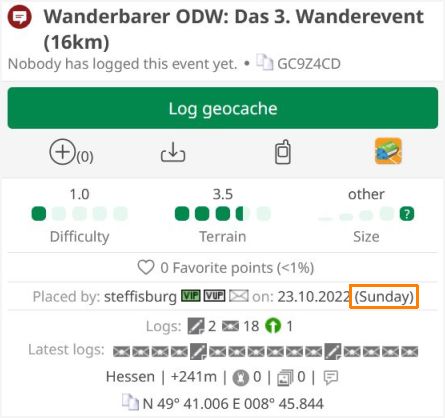 Wanderbarer ODW: Das 3. Wanderevent
(16km)
Nobody has logged this event yet. • GC9Z4CD
Log geocache
(0)
1.0 3.5 other
?
Difficulty Terrain Size
0 Favorite points (<1%)
Placed by: steffisburg VIP VUP on: 23.10.2022 (Sunday)
Logs: 2 18 1
Latest logs:
Hessen | +241m | 0 | 0 |
N 49° 41.006 E 008° 45.844